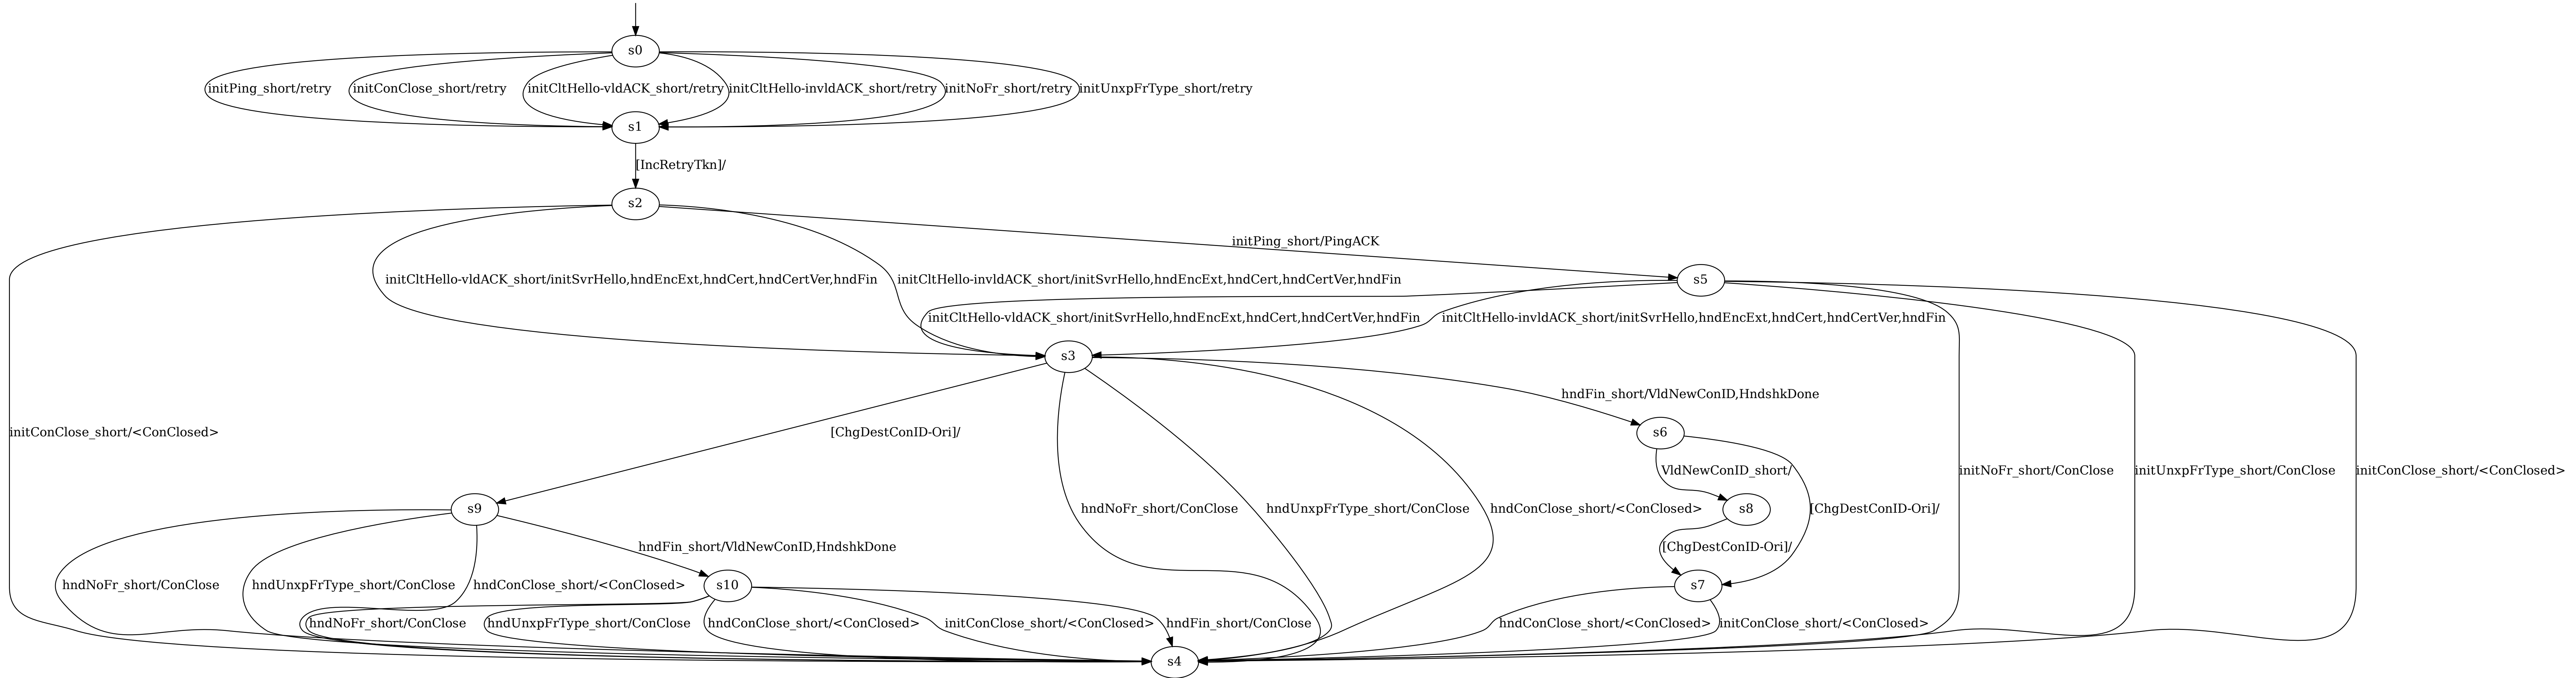 s0
initPing_short/retry
initConClose_short/retry
initCltHello-vldACK_short/retry
initCltHello-invldACK_short/retry
initNoFr_short/retry
initUnxpFrType_short/retry
s1
[IncRetryTkn]/
s2
initPing_short/PingACK
initCltHello-vldACK_short/initSvrHello,hndEncExt,hndCert,hndCertVer,hndFin
initCltHello-invldACK_short/initSvrHello,hndEncExt,hndCert,hndCertVer,hndFin
s5
initCltHello-vldACK_short/initSvrHello,hndEncExt,hndCert,hndCertVer,hndFin
initCltHello-invldACK_short/initSvrHello,hndEncExt,hndCert,hndCertVer,hndFin
s3
hndFin_short/VldNewConID,HndshkDone
initConClose_short/<ConClosed>
[ChgDestConID-Ori]/
s6
VldNewConID_short/
initNoFr_short/ConClose
initUnxpFrType_short/ConClose
initConClose_short/<ConClosed>
s9
hndNoFr_short/ConClose
hndUnxpFrType_short/ConClose
hndConClose_short/<ConClosed>
s8
[ChgDestConID-Ori]/
hndFin_short/VldNewConID,HndshkDone
[ChgDestConID-Ori]/
hndNoFr_short/ConClose
hndUnxpFrType_short/ConClose
hndConClose_short/<ConClosed>
s10
s7
hndNoFr_short/ConClose
hndUnxpFrType_short/ConClose
hndConClose_short/<ConClosed>
initConClose_short/<ConClosed>
hndFin_short/ConClose
hndConClose_short/<ConClosed>
initConClose_short/<ConClosed>
s4